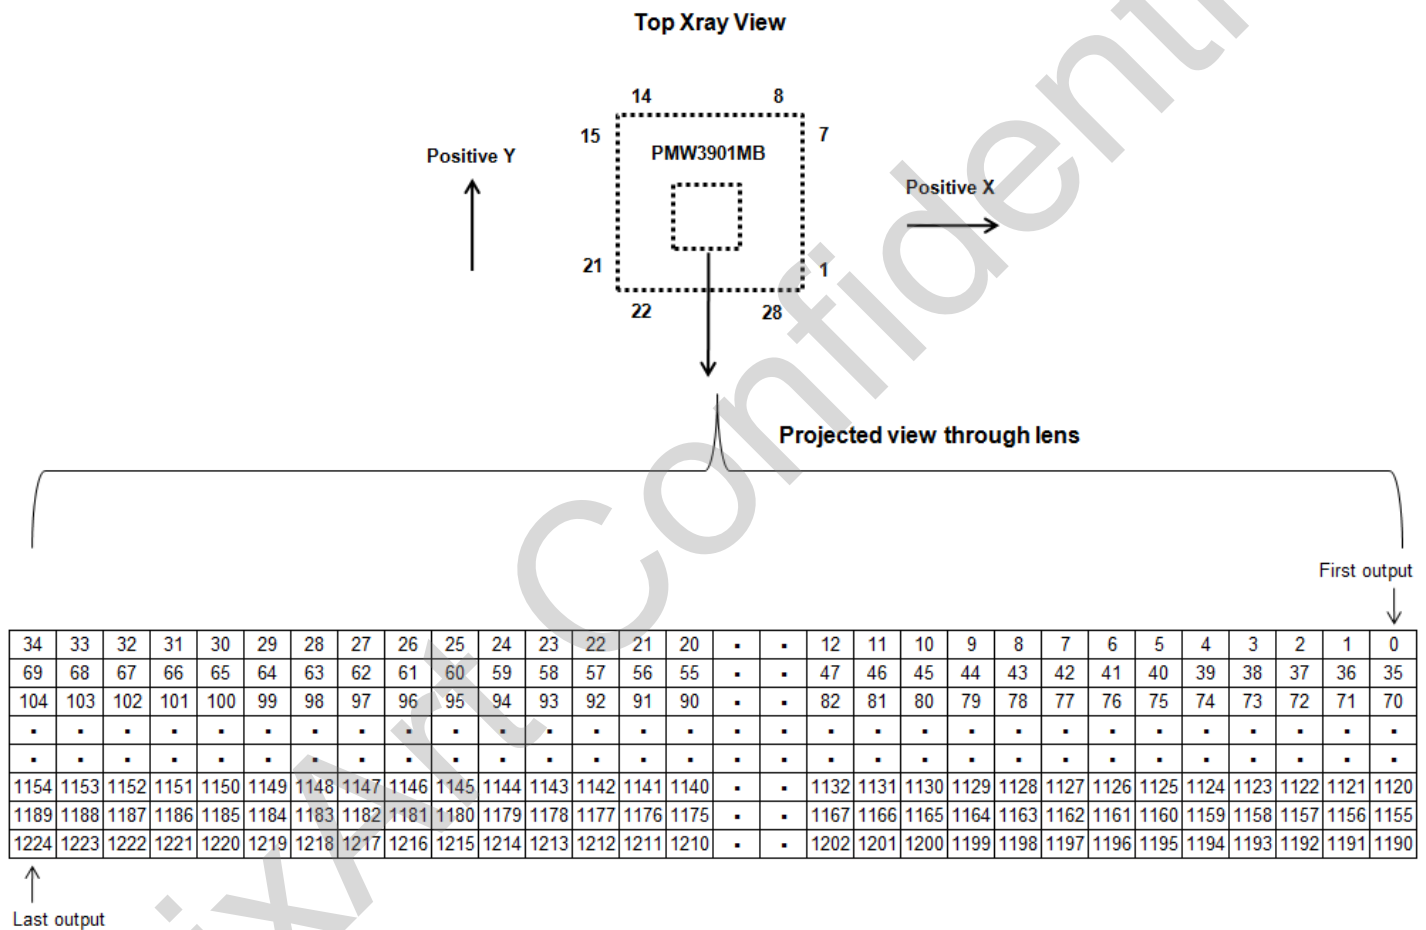 Top Xray View
14 8
15 7
PMW3901MB
Positive Y
Positive X
21 1
22 28
Projected view through lens
First output
34 33 32 31 30 29 28 27 26 25 24 23 22 21 20 . . 12 11 10 9 8 7 6 5 4 3 2 1 0
69 68 67 66 65 64 63 62 61 60 59 58 57 56 55 . . 47 46 45 44 43 42 41 40 39 38 37 36 35
104 103 102 101 100 99 98 97 96 95 94 93 92 91 90 . . 82 81 80 79 78 77 76 75 74 73 72 71 70
. . . . . . . . . . . . . . . . . . . . . . . . . . . . . .
. . . . . . . . . . . . . . . . . . . . . . . . . . . . . .
1154 1153 1152 1151 1150 1149 1148 1147 1146 1145 1144 1143 1142 1141 1140 . . 1132 1131 1130 1129 1128 1127 1126 1125 1124 1123 1122 1121 1120
1189 1188 1187 1186 1185 1184 1183 1182 1181 1180 1179 1178 1177 1176 1175 . . 1167 1166 1165 1164 1163 1162 1161 1160 1159 1158 1157 1156 1155
1224 1223 1222 1221 1220 1219 1218 1217 1216 1215 1214 1213 1212 1211 1210 . . 1202 1201 1200 1199 1198 1197 1196 1195 1194 1193 1192 1191 1190
Last output
ixArt Confidenti